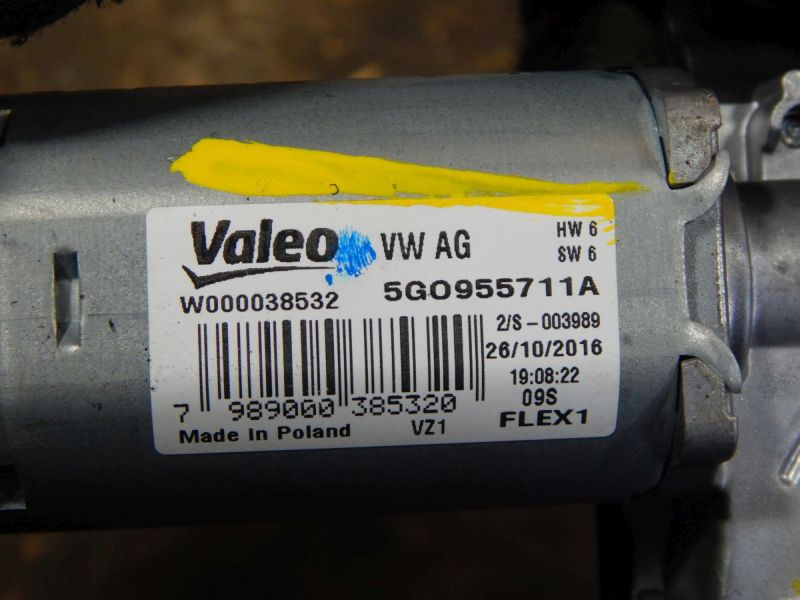 Valeo VW AG HW 6
SW 6
W000038532 5G0955711A
2/S-003989
26/10/2016
19:08:22
7 989000 385320 09S
Made in Poland VZ1 FLEX1